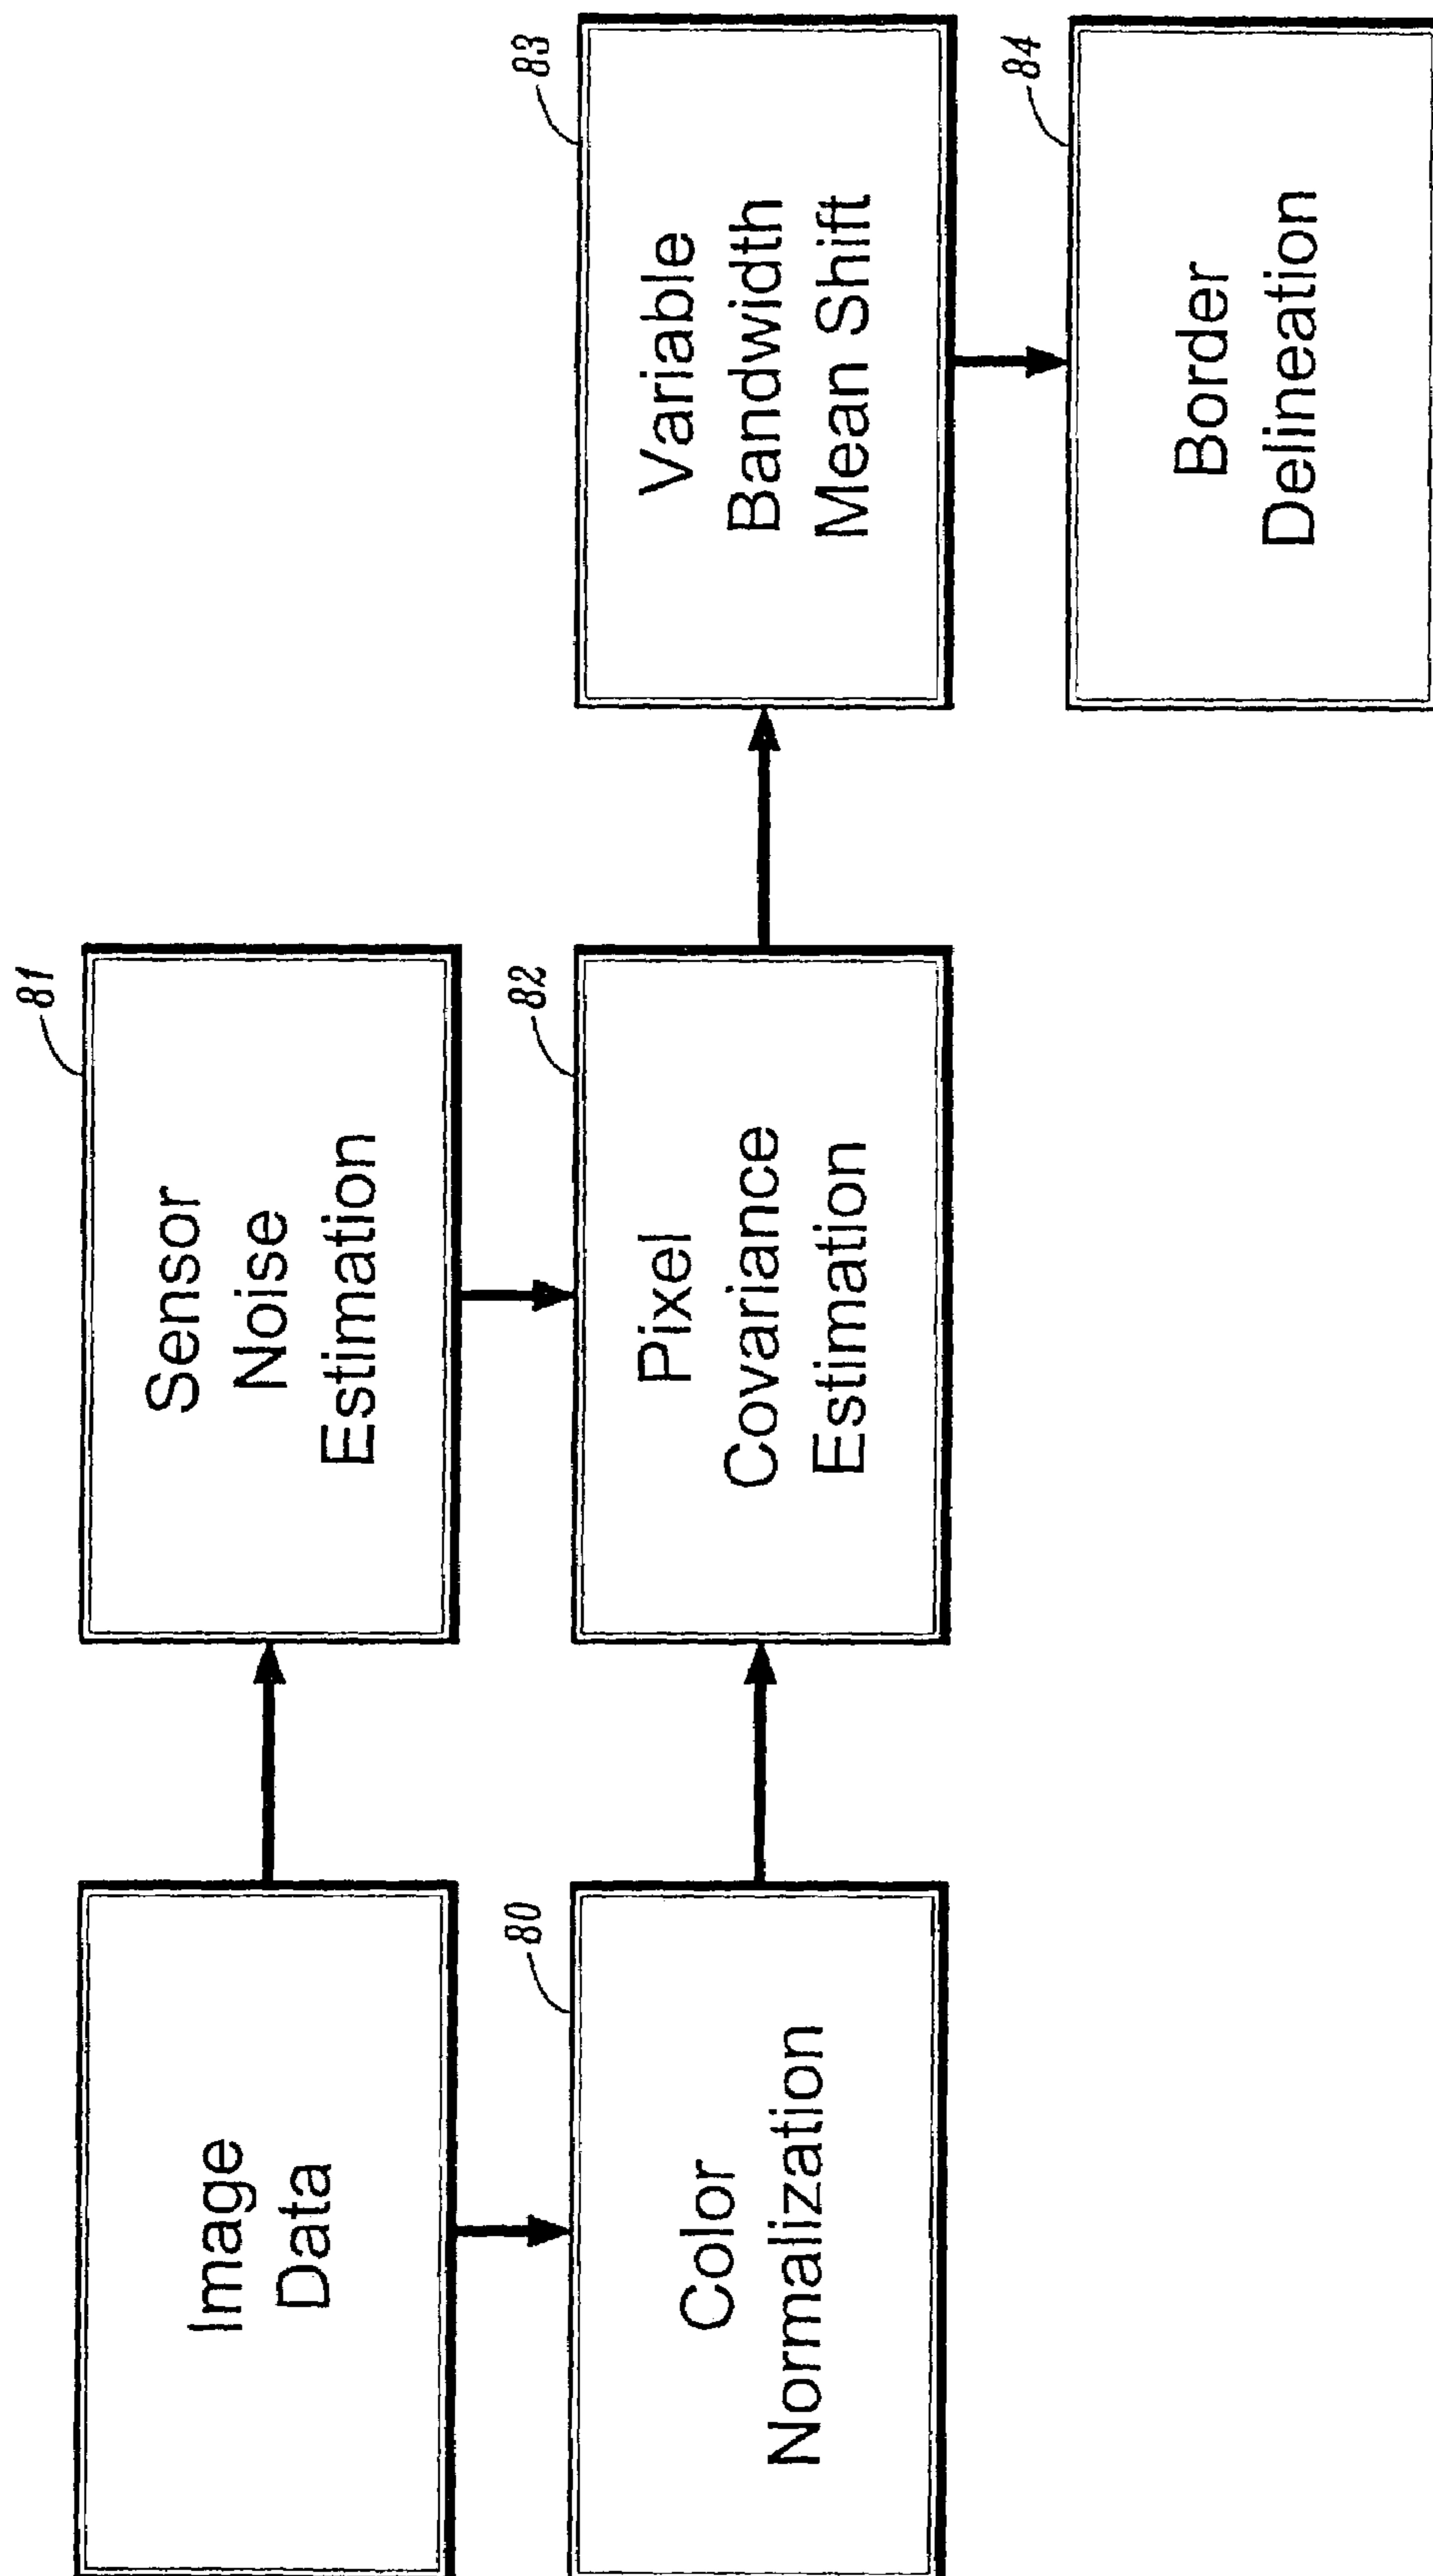 Image
Data
81
Sensor
Noise
Estimation
80
Color
Normalization
82
Pixel
Covariance
Estimation
83
Variable
Bandwidth
Mean Shift
84
Border
Delineation